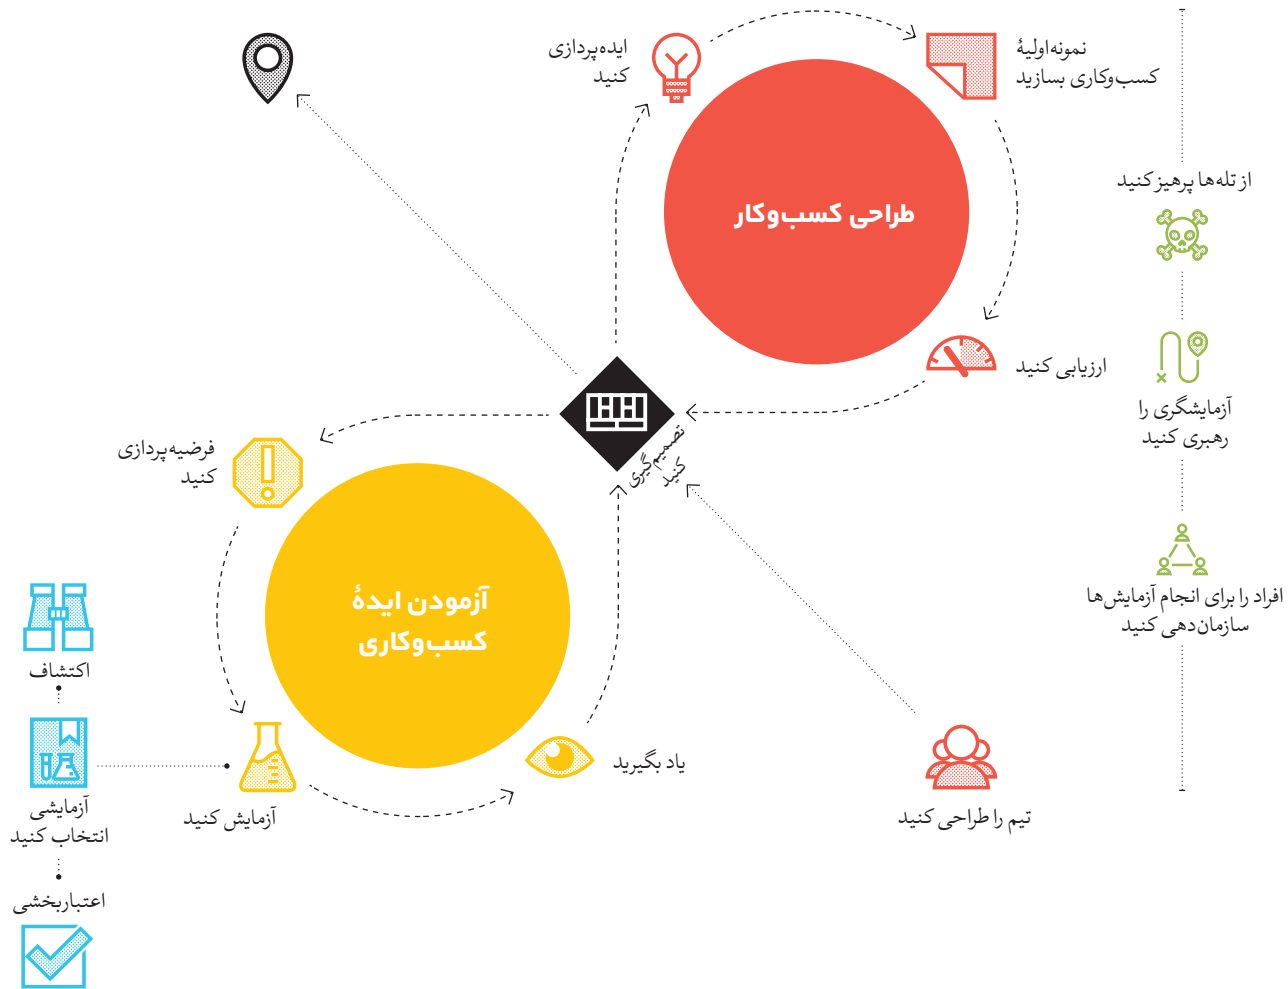 ایده‌پردازی
کنید
نمونه‌اولیهٔ
کسب‌وکاری بسازید
طراحی کسب‌وکار
ارزیابی کنید
از تله‌ها پرهیز کنید
آزمایشگری را
رهبری کنید
افراد را برای انجام آزمایش‌ها
سازمان‌دهی کنید
تصمیم‌گیری
کنید
فرضیه‌پردازی
کنید
آزمودن ایدهٔ
کسب‌وکاری
یاد بگیرید
آزمایش کنید
تیم را طراحی کنید
اکتشاف
آزمایشی
انتخاب کنید
اعتباربخشی